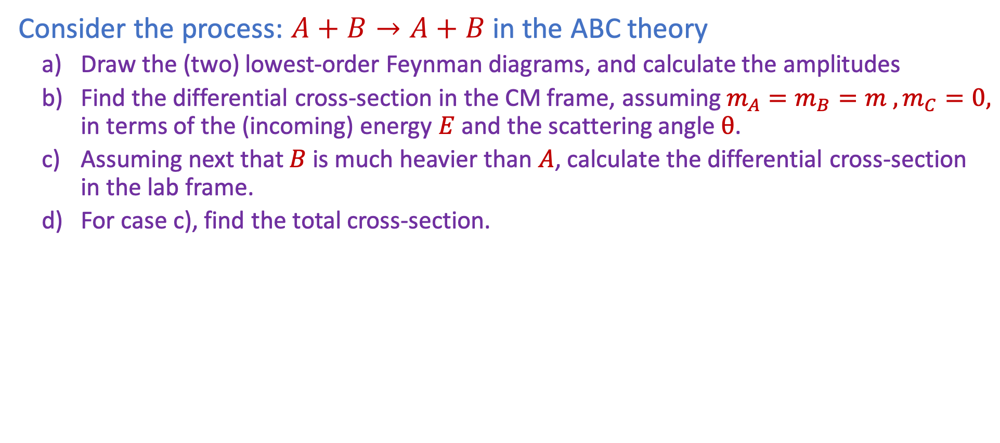 Consider the process: A + B → A + B in the ABC theory
a) Draw the (two) lowest-order Feynman diagrams, and calculate the amplitudes
b) Find the differential cross-section in the CM frame, assuming m_A = m_B = m , m_C = 0,
in terms of the (incoming) energy E and the scattering angle θ.
c) Assuming next that B is much heavier than A, calculate the differential cross-section
in the lab frame.
d) For case c), find the total cross-section.